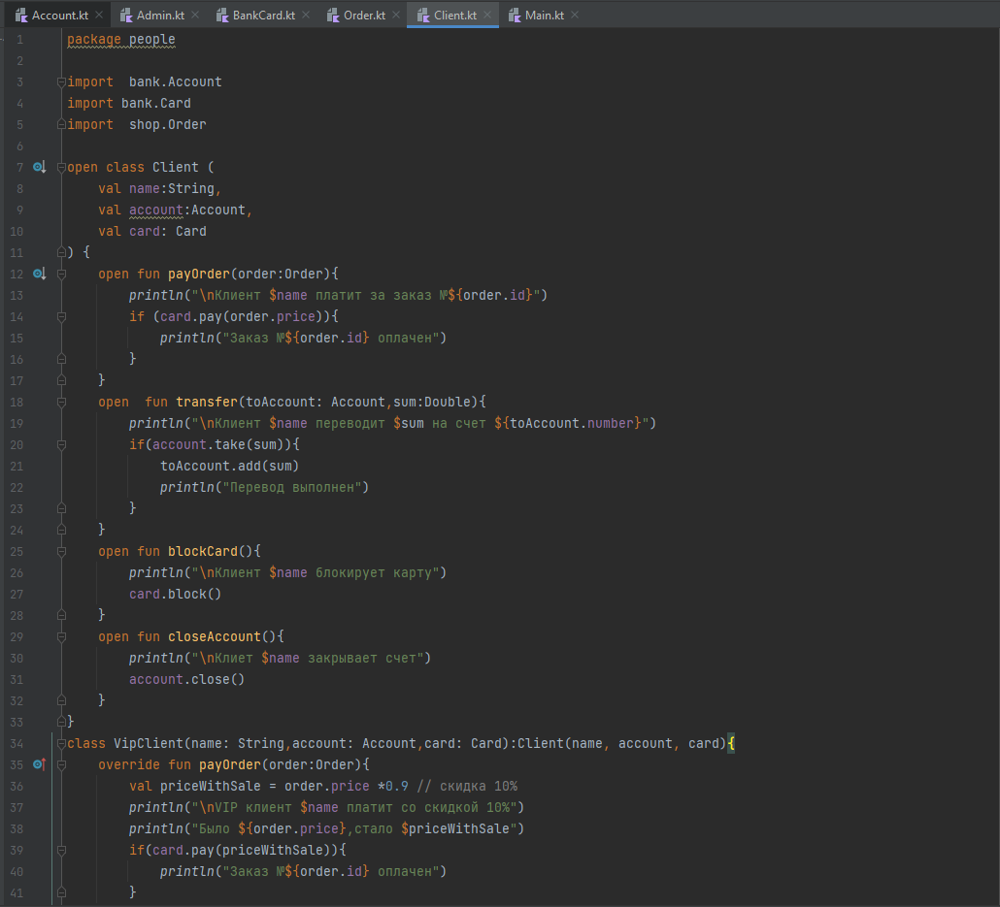 Account.kt Admin.kt BankCard.kt Order.kt Client.kt Main.kt
1 package people
2
3 import  bank.Account
4 import bank.Card
5 import  shop.Order
6
7 open class Client (
8     val name:String,
9     val account:Account,
10     val card: Card
11 ) {
12     open fun payOrder(order:Order){
13         println("\nКлиент $name платит за заказ №${order.id}")
14         if (card.pay(order.price)){
15             println("Заказ №${order.id} оплачен")
16         }
17     }
18     open  fun transfer(toAccount: Account,sum:Double){
19         println("\nКлиент $name переводит $sum на счет ${toAccount.number}")
20         if(account.take(sum)){
21             toAccount.add(sum)
22             println("Перевод выполнен")
23         }
24     }
25     open fun blockCard(){
26         println("\nКлиент $name блокирует карту")
27         card.block()
28     }
29     open fun closeAccount(){
30         println("\nКлиет $name закрывает счет")
31         account.close()
32     }
33 }
34 class VipClient(name: String,account: Account,card: Card):Client(name, account, card){
35     override fun payOrder(order:Order){
36         val priceWithSale = order.price *0.9 // скидка 10%
37         println("\nVIP клиент $name платит со скидкой 10%")
38         println("Было ${order.price},стало $priceWithSale")
39         if(card.pay(priceWithSale)){
40             println("Заказ №${order.id} оплачен")
41         }